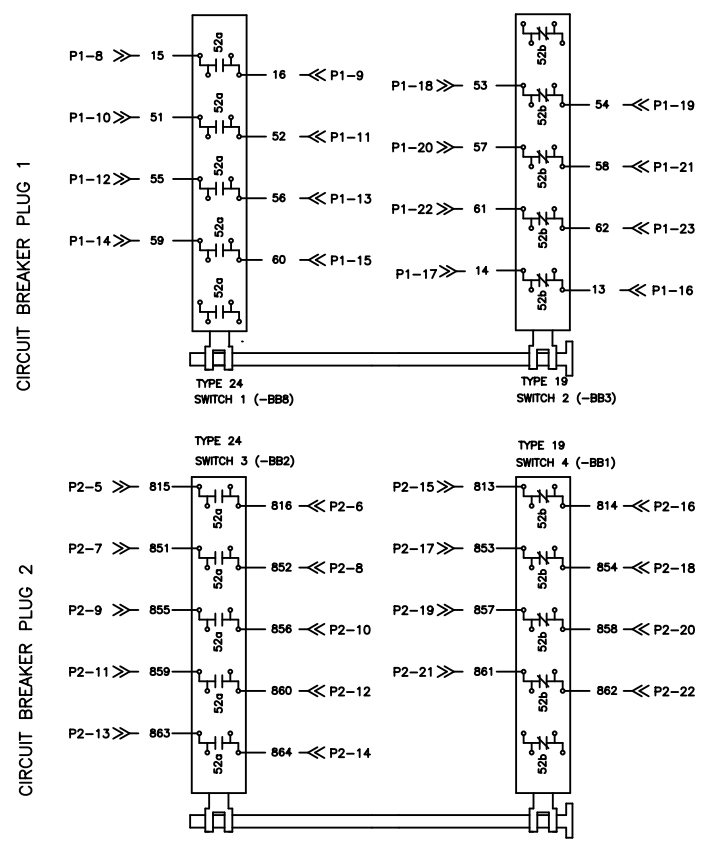 CIRCUIT BREAKER PLUG 1
P1-8 15 52a
16 P1-9
P1-10 51 52a
52 P1-11
P1-12 55 52a
56 P1-13
P1-14 59 52a
60 P1-15
52a
TYPE 24
SWITCH 1 (-BB8)
52b
P1-18 53 52b
54 P1-19
P1-20 57 52b
58 P1-21
P1-22 61 52b
62 P1-23
P1-17 14 52b
13 P1-16
TYPE 19
SWITCH 2 (-BB3)
CIRCUIT BREAKER PLUG 2
TYPE 24
SWITCH 3 (-BB2)
P2-5 815 52a
816 P2-6
P2-7 851 52a
852 P2-8
P2-9 855 52a
856 P2-10
P2-11 859 52a
860 P2-12
P2-13 863 52a
864 P2-14
TYPE 19
SWITCH 4 (-BB1)
P2-15 813 52b
814 P2-16
P2-17 853 52b
854 P2-18
P2-19 857 52b
858 P2-20
P2-21 861 52b
862 P2-22
52b